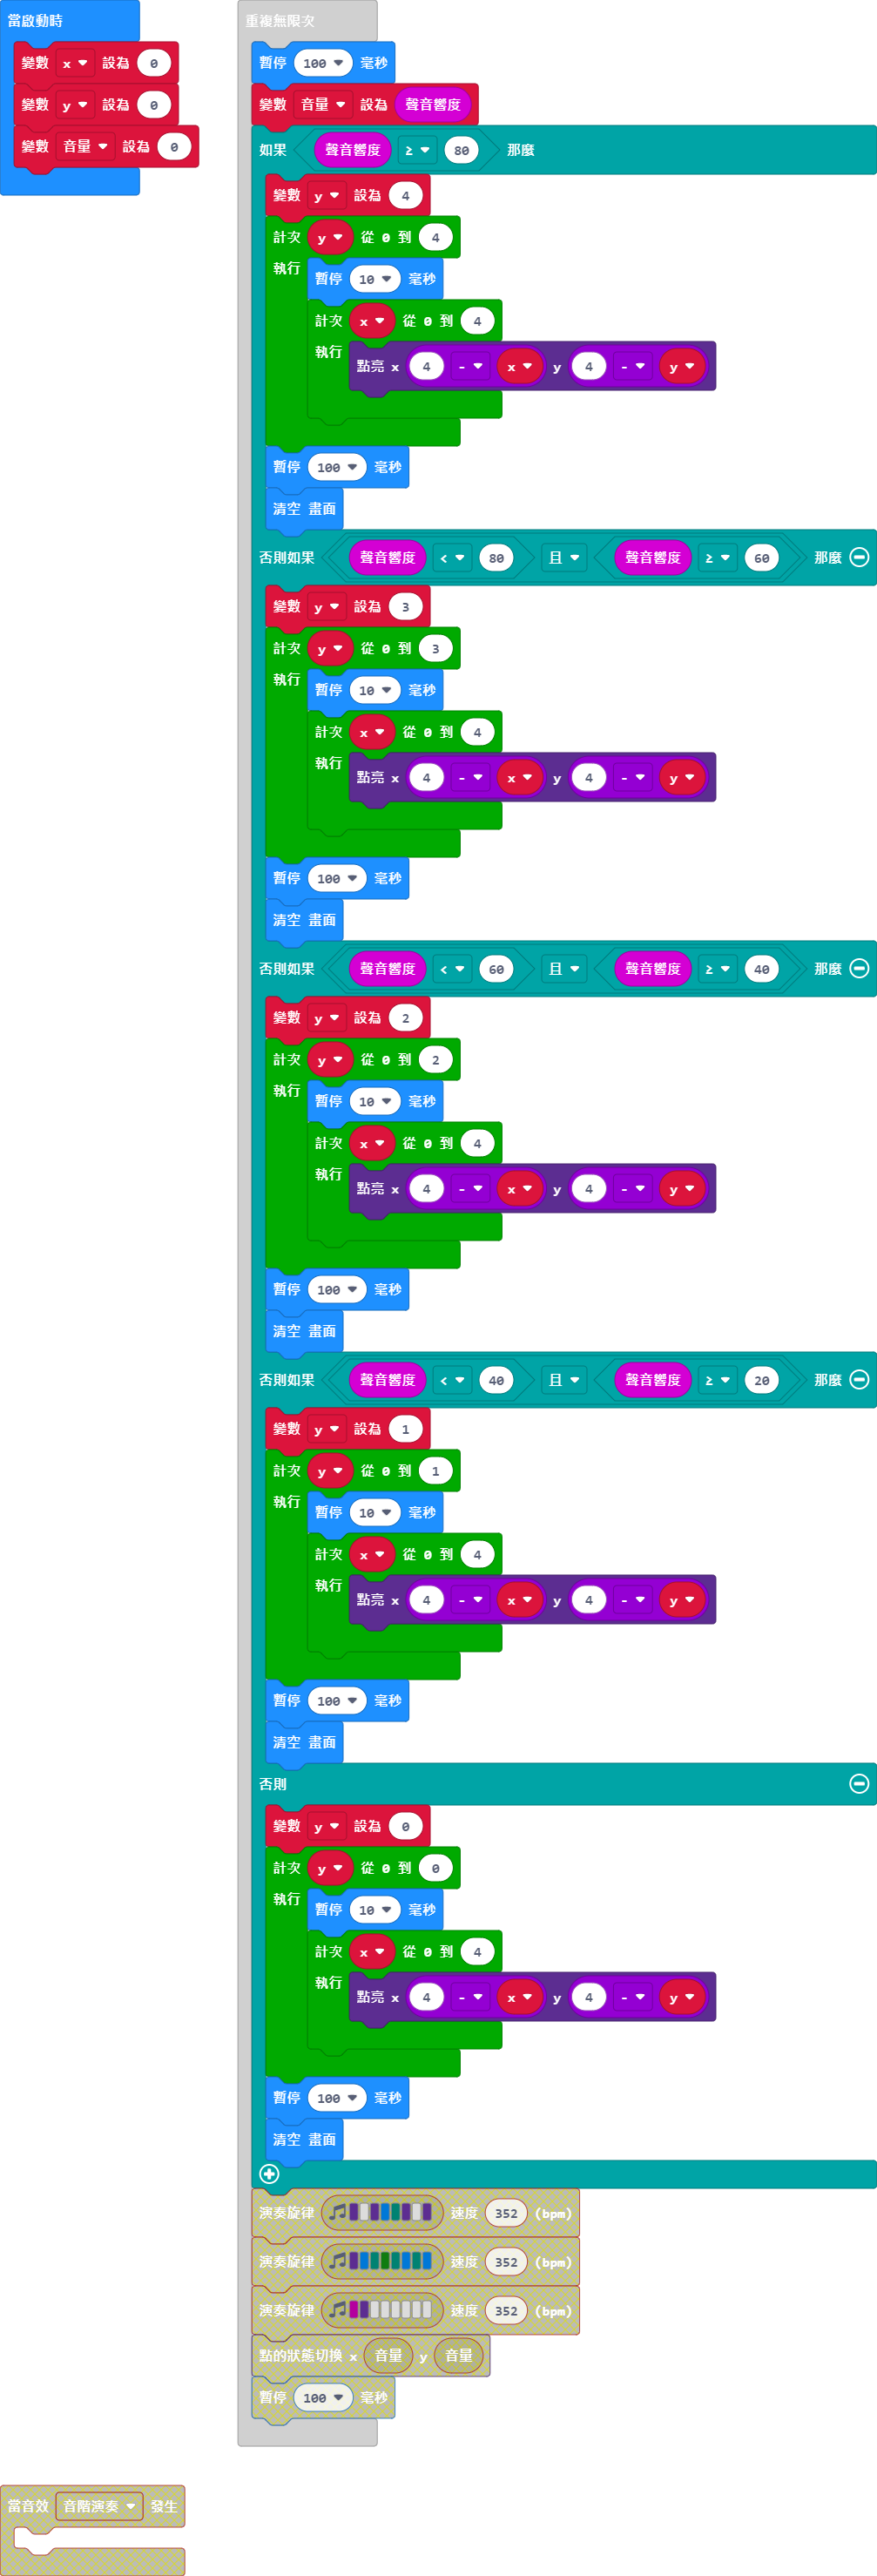 當啟動時
變數 x 設為 0
變數 y 設為 0
變數 音量 設為 0
重複無限次
暫停 100 毫秒
變數 音量 設為 聲音響度
如果 聲音響度 ≥ 80 那麼
變數 y 設為 4
計次 y 從 0 到 4
執行
暫停 10 毫秒
計次 x 從 0 到 4
執行
點亮 x 4 - x y 4 - y
暫停 100 毫秒
清空 畫面
否則如果 聲音響度 < 80 且 聲音響度 ≥ 60 那麼
變數 y 設為 3
計次 y 從 0 到 3
執行
暫停 10 毫秒
計次 x 從 0 到 4
執行
點亮 x 4 - x y 4 - y
暫停 100 毫秒
清空 畫面
否則如果 聲音響度 < 60 且 聲音響度 ≥ 40 那麼
變數 y 設為 2
計次 y 從 0 到 2
執行
暫停 10 毫秒
計次 x 從 0 到 4
執行
點亮 x 4 - x y 4 - y
暫停 100 毫秒
清空 畫面
否則如果 聲音響度 < 40 且 聲音響度 ≥ 20 那麼
變數 y 設為 1
計次 y 從 0 到 1
執行
暫停 10 毫秒
計次 x 從 0 到 4
執行
點亮 x 4 - x y 4 - y
暫停 100 毫秒
清空 畫面
否則
變數 y 設為 0
計次 y 從 0 到 0
執行
暫停 10 毫秒
計次 x 從 0 到 4
執行
點亮 x 4 - x y 4 - y
暫停 100 毫秒
清空 畫面
演奏旋律 速度 352 (bpm)
演奏旋律 速度 352 (bpm)
演奏旋律 速度 352 (bpm)
點的狀態切換 x 音量 y 音量
暫停 100 毫秒
當音效 音階演奏 發生